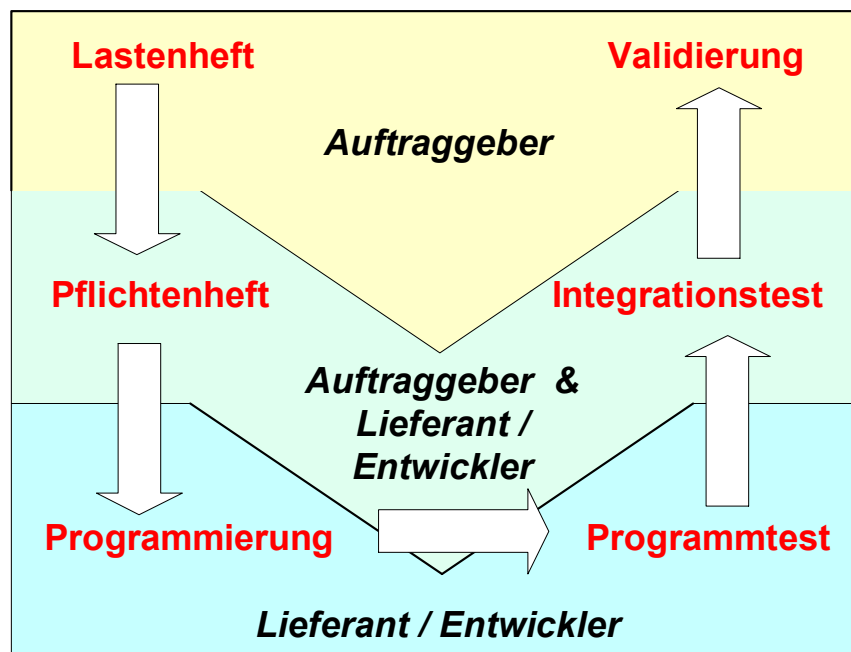 Lastenheft
Validierung
Auftraggeber
Pflichtenheft
Integrationstest
Auftraggeber &
Lieferant /
Entwickler
Programmierung
Programmtest
Lieferant / Entwickler